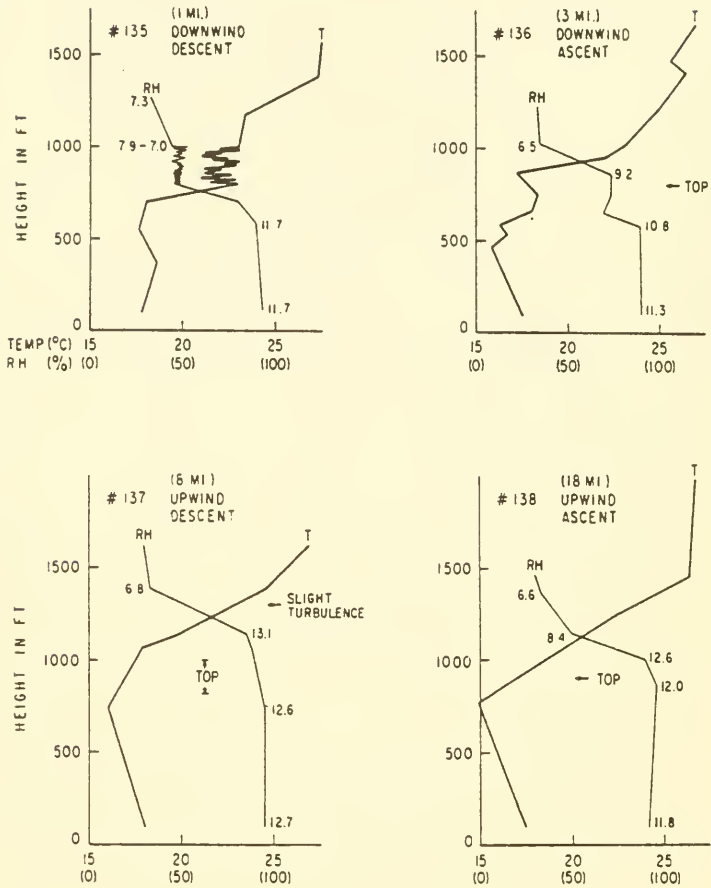 # 135 (1 MI.) DOWNWIND DESCENT
T
RH
7.3
7.9 - 7.0
11.7
11.7
HEIGHT IN FT
1500
1000
500
0
TEMP (°C) 15 20 25
RH (%) (0) (50) (100)
# 136 (3 MI.) DOWNWIND ASCENT
T
RH
6.5
9.2
TOP
10.8
11.3
1500
1000
500
0
15 20 25
(0) (50) (100)
# 137 (8 MI.) UPWIND DESCENT
RH
T
6.8
SLIGHT TURBULENCE
13.1
TOP
12.6
12.7
HEIGHT IN FT
1500
1000
500
0
15 20 25
(0) (50) (100)
# 138 (18 MI.) UPWIND ASCENT
T
RH
6.6
8.4
12.6
TOP
12.0
11.8
1500
1000
500
0
15 20 25
(0) (50) (100)